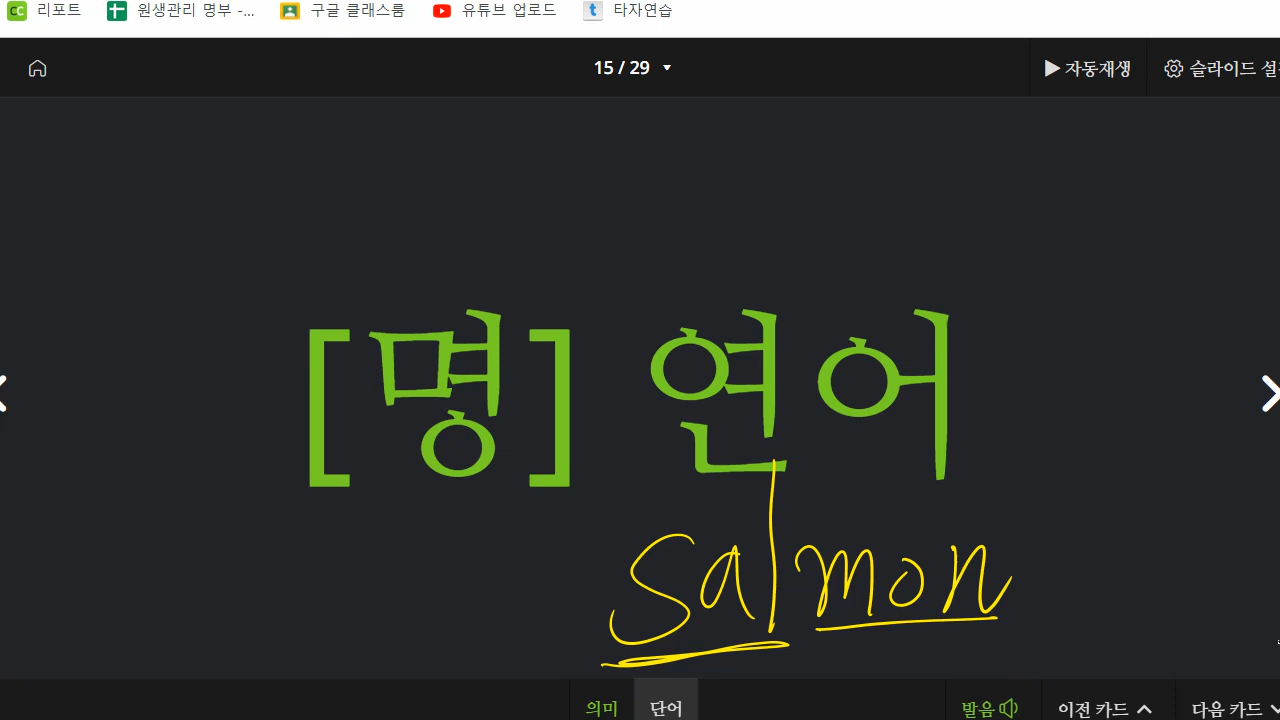 리포트 원생관리 명부 -... 구글 클래스룸 유튜브 업로드 타자연습
15 / 29 자동재생 슬라이드
[명] 연어
salmon
의미 단어 발음 이전 카드 다음 카드